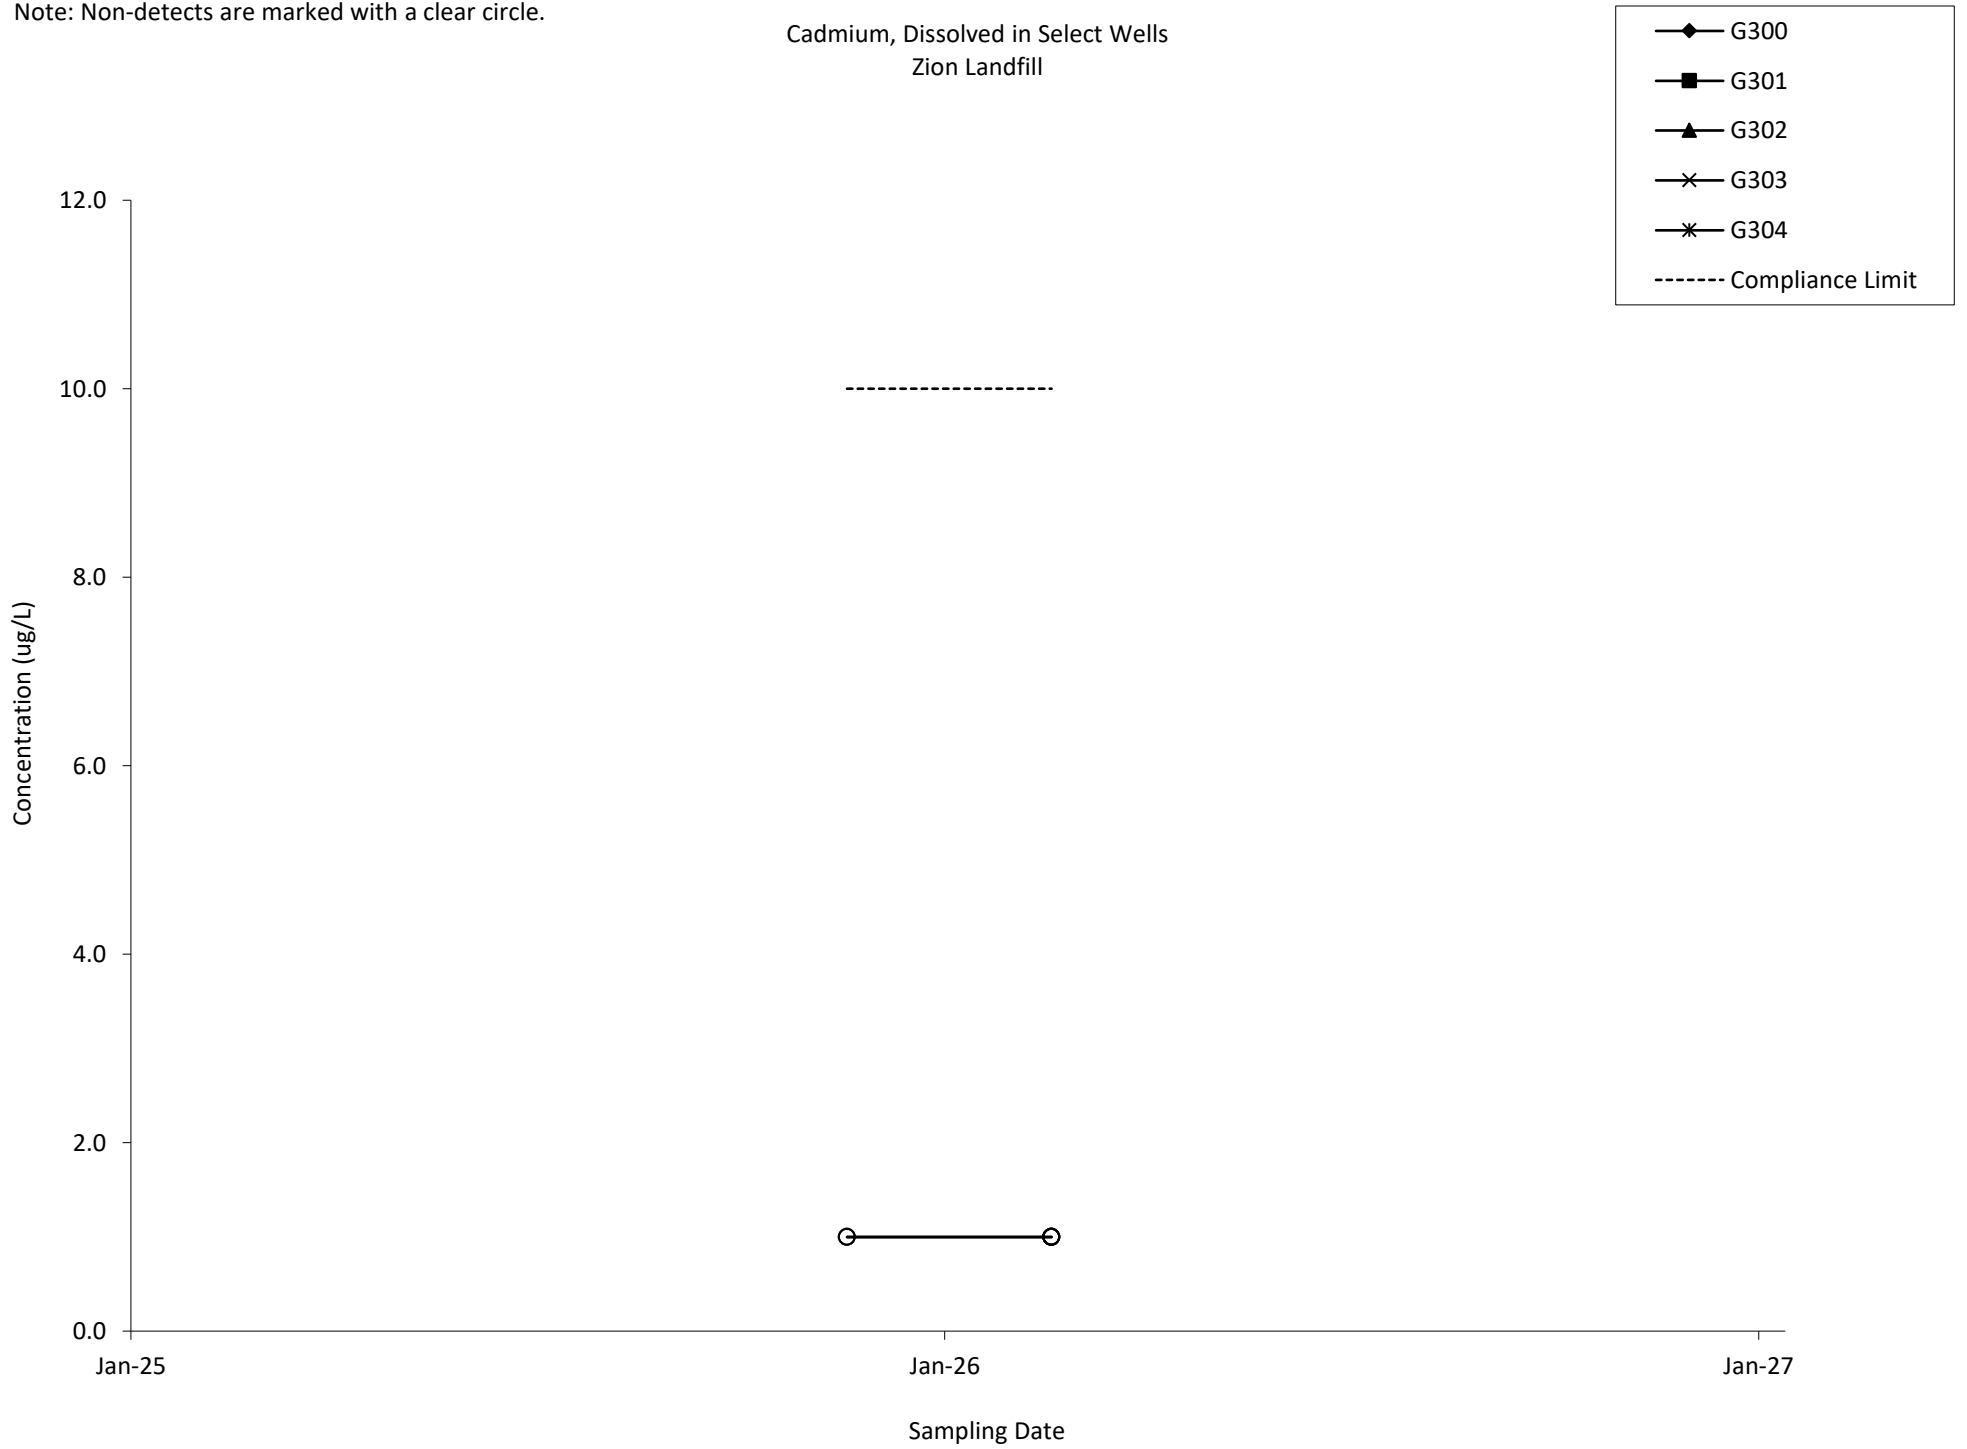 Note: Non-detects are marked with a clear circle.
Cadmium, Dissolved in Select Wells
Zion Landfill
G300
G301
G302
G303
G304
Compliance Limit
12.0
10.0
8.0
6.0
4.0
2.0
0.0
Concentration (ug/L)
Jan-25
Jan-26
Jan-27
Sampling Date